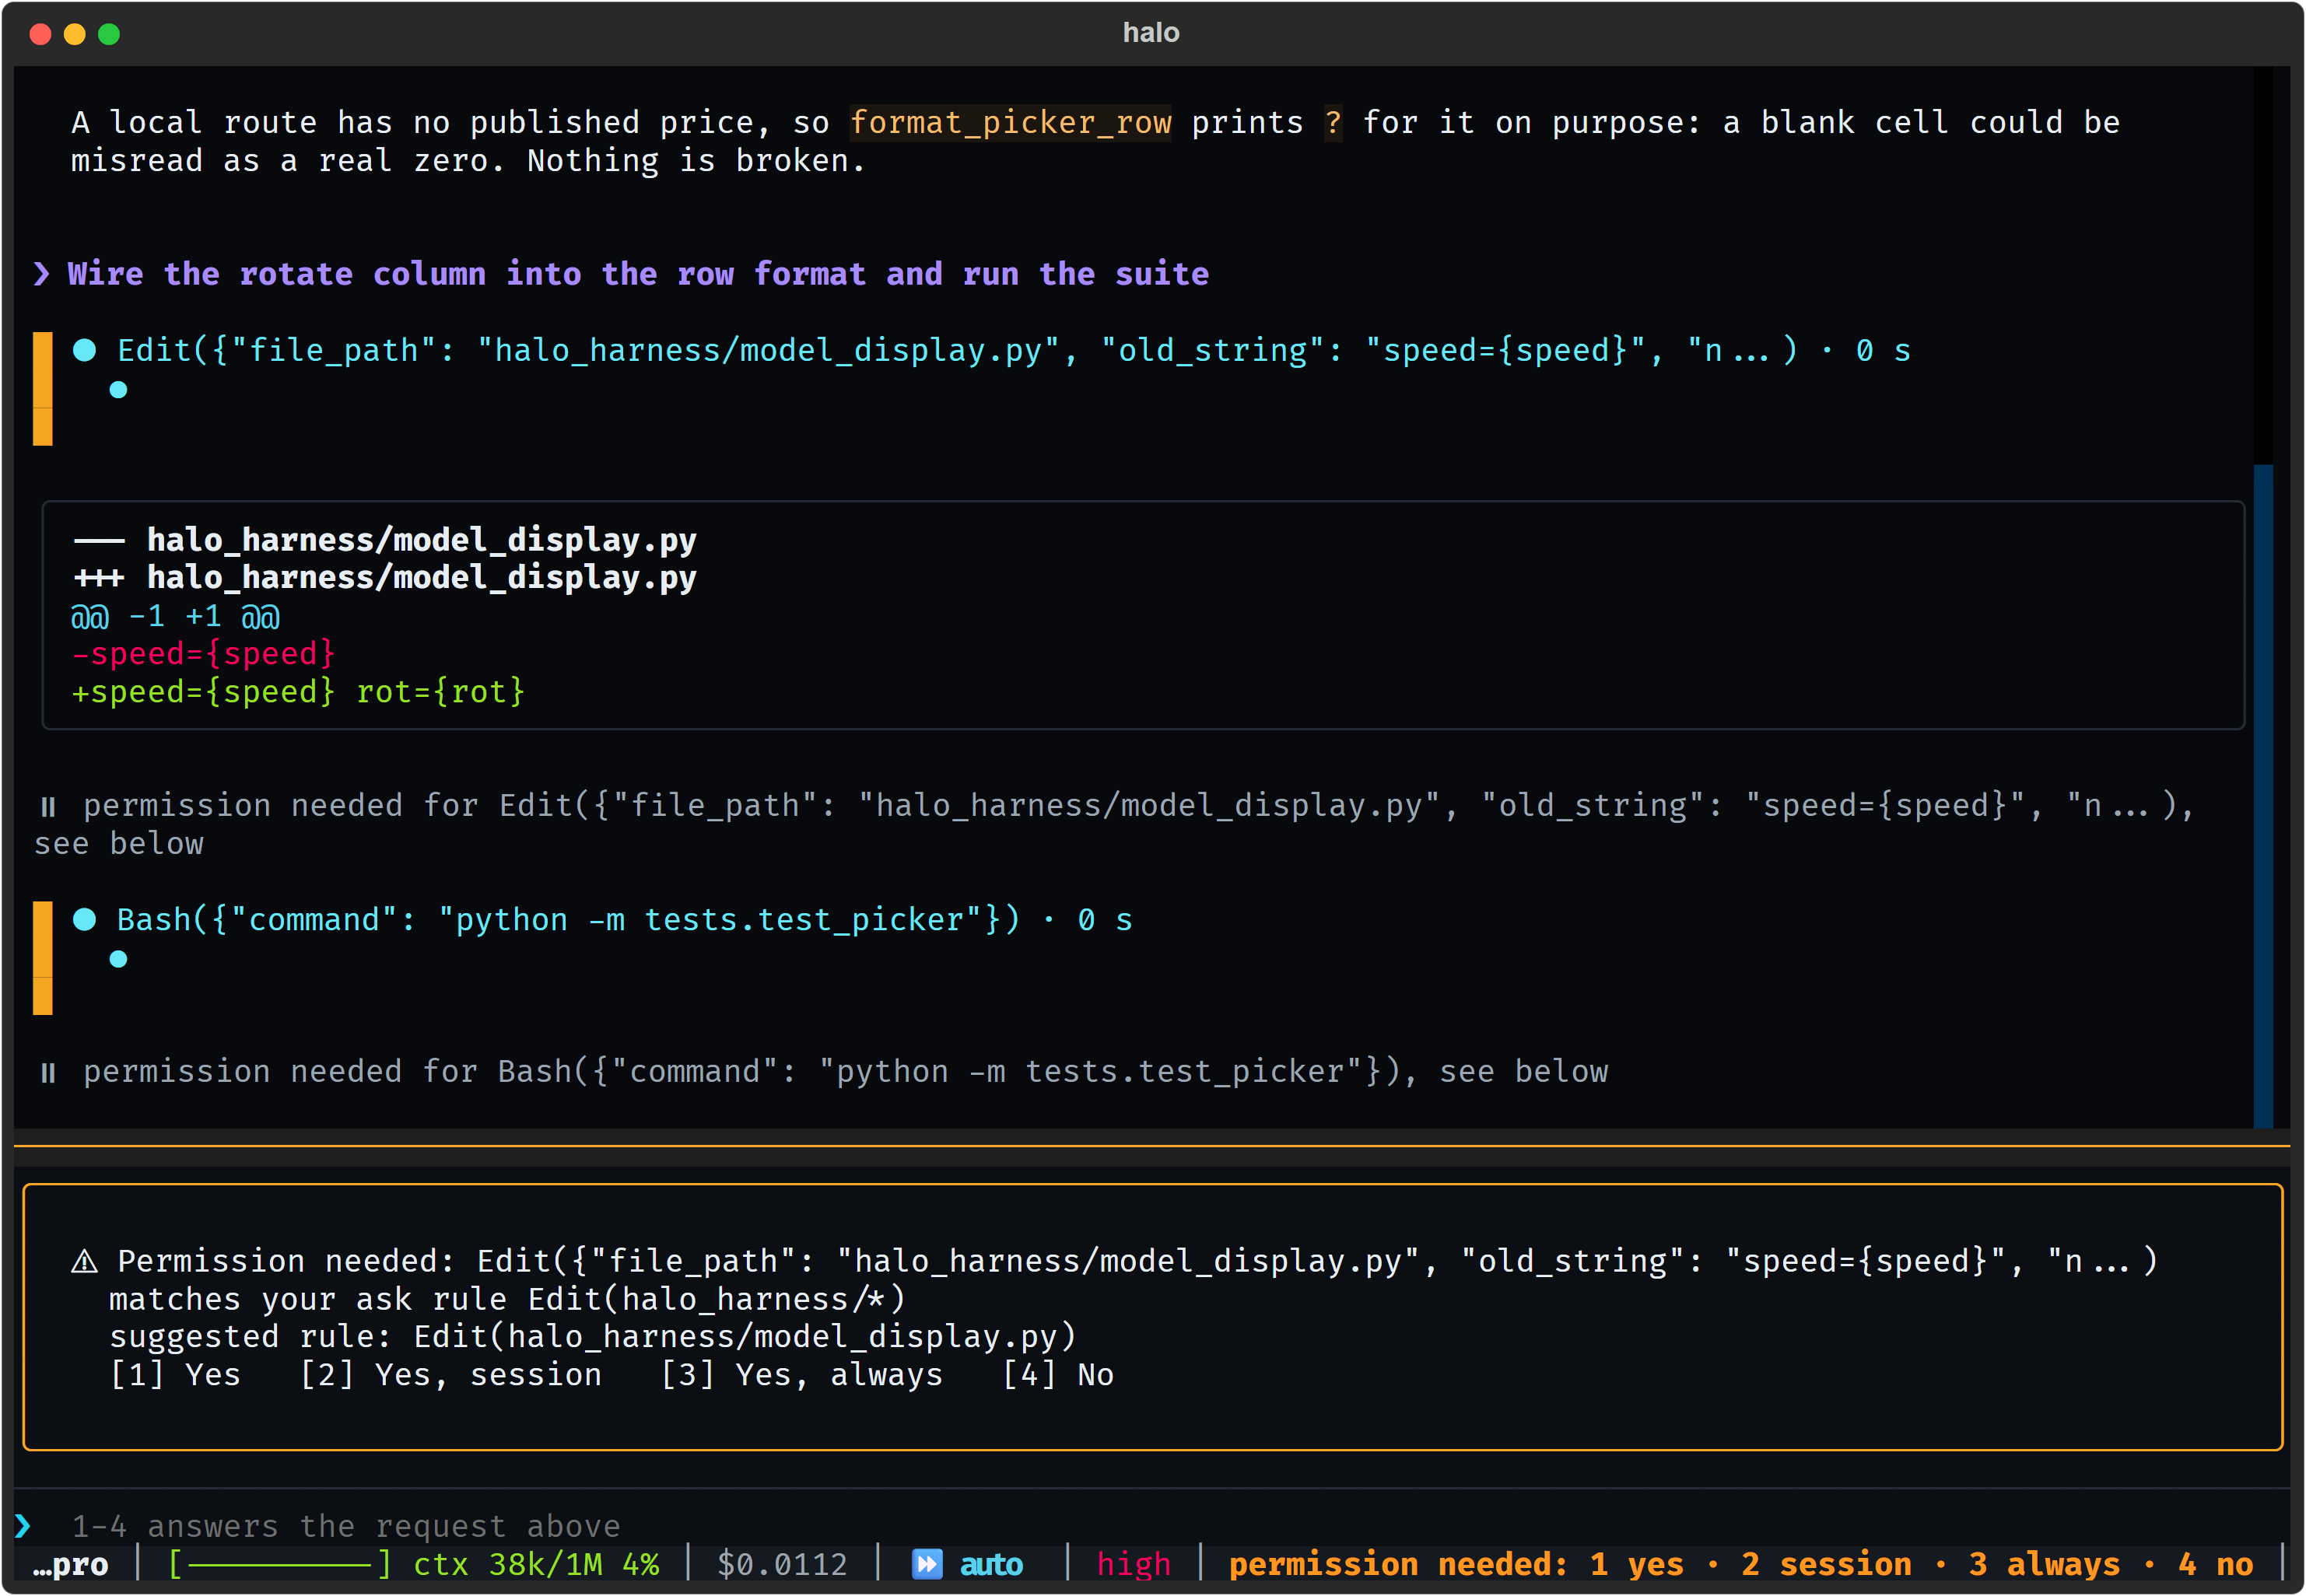 halo
A local route has no published price, so format_picker_row prints ? for it on purpose: a blank cell could be
misread as a real zero. Nothing is broken.
❯ Wire the rotate column into the row format and run the suite
● Edit({"file_path": "halo_harness/model_display.py", "old_string": "speed={speed}", "n...) · 0 s
●
--- halo_harness/model_display.py
+++ halo_harness/model_display.py
@@ -1 +1 @@
-speed={speed}
+speed={speed} rot={rot}
⏸ permission needed for Edit({"file_path": "halo_harness/model_display.py", "old_string": "speed={speed}", "n...),
see below
● Bash({"command": "python -m tests.test_picker"}) · 0 s
●
⏸ permission needed for Bash({"command": "python -m tests.test_picker"}), see below
⚠ Permission needed: Edit({"file_path": "halo_harness/model_display.py", "old_string": "speed={speed}", "n...)
matches your ask rule Edit(halo_harness/*)
suggested rule: Edit(halo_harness/model_display.py)
[1] Yes   [2] Yes, session   [3] Yes, always   [4] No
❯ 1-4 answers the request above
…pro │ [──────────] ctx 38k/1M 4% │ $0.0112 │ ⏩ auto │ high │ permission needed: 1 yes · 2 session · 3 always · 4 no │